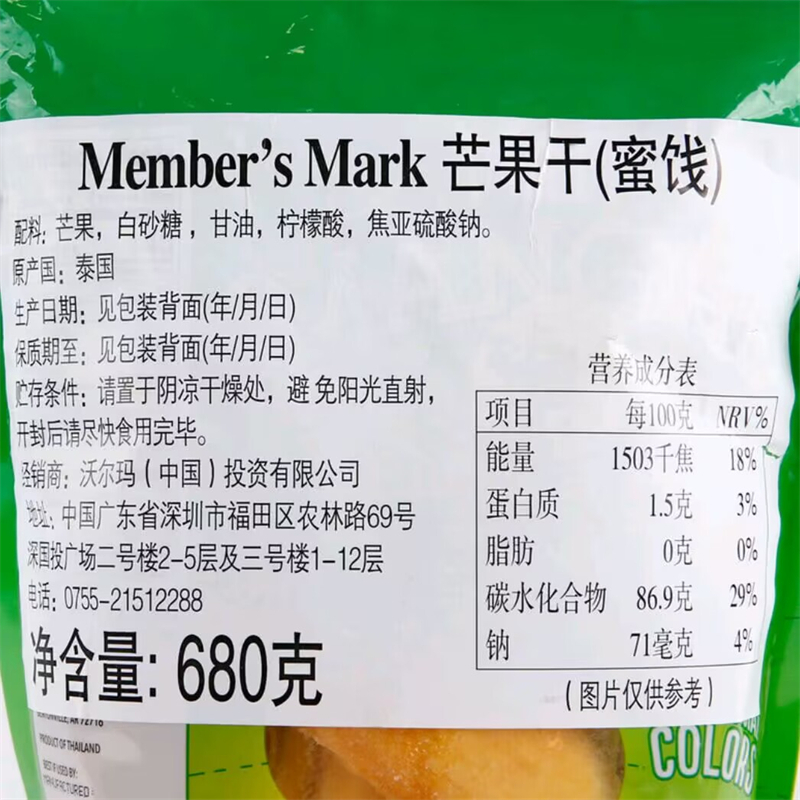 Member's Mark 芒果干(蜜饯)
配料: 芒果，白砂糖，甘油，柠檬酸，焦亚硫酸钠。
原产国: 泰国
生产日期: 见包装背面(年/月/日)
保质期至: 见包装背面(年/月/日)
贮存条件: 请置于阴凉干燥处，避免阳光直射，
开封后请尽快食用完毕。
经销商: 沃尔玛（中国）投资有限公司
地址: 中国广东省深圳市福田区农林路69号
深国投广场二号楼2-5层及三号楼1-12层
电话: 0755-21512288
净含量: 680克
营养成分表
项目 每100克 NRV%
能量 1503千焦 18%
蛋白质 1.5克 3%
脂肪 0克 0%
碳水化合物 86.9克 29%
钠 71毫克 4%
（图片仅供参考）
AR 72716
PRODUCT OF THAILAND
BEST IF USED BY:
MANUFACTURED
COLORS